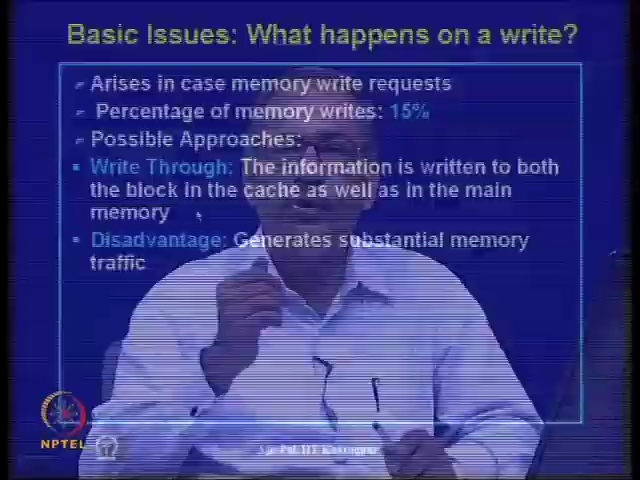 Basic Issues: What happens on a write?
Arises in case memory write requests
Percentage of memory writes: 15%
Possible Approaches:
Write Through: The information is written to both
the block in the cache as well as in the main
memory
Disadvantage: Generates substantial memory
traffic
NPTEL